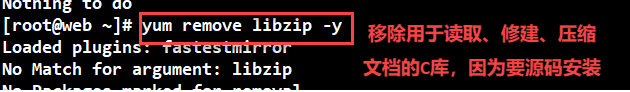 Nothing to do
[root@web ~]# yum remove libzip -y
移除用于读取、修建、压缩
Loaded plugins: fastestmirror
No Match for argument: libzip
文档的C库，因为要源码安装
No Packages marked for removal